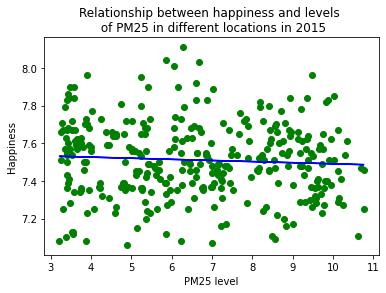 Relationship between happiness and levels
of PM25 in different locations in 2015
Happiness
8.0
7.8
7.6
7.4
7.2
3 4 5 6 7 8 9 10 11
PM25 level